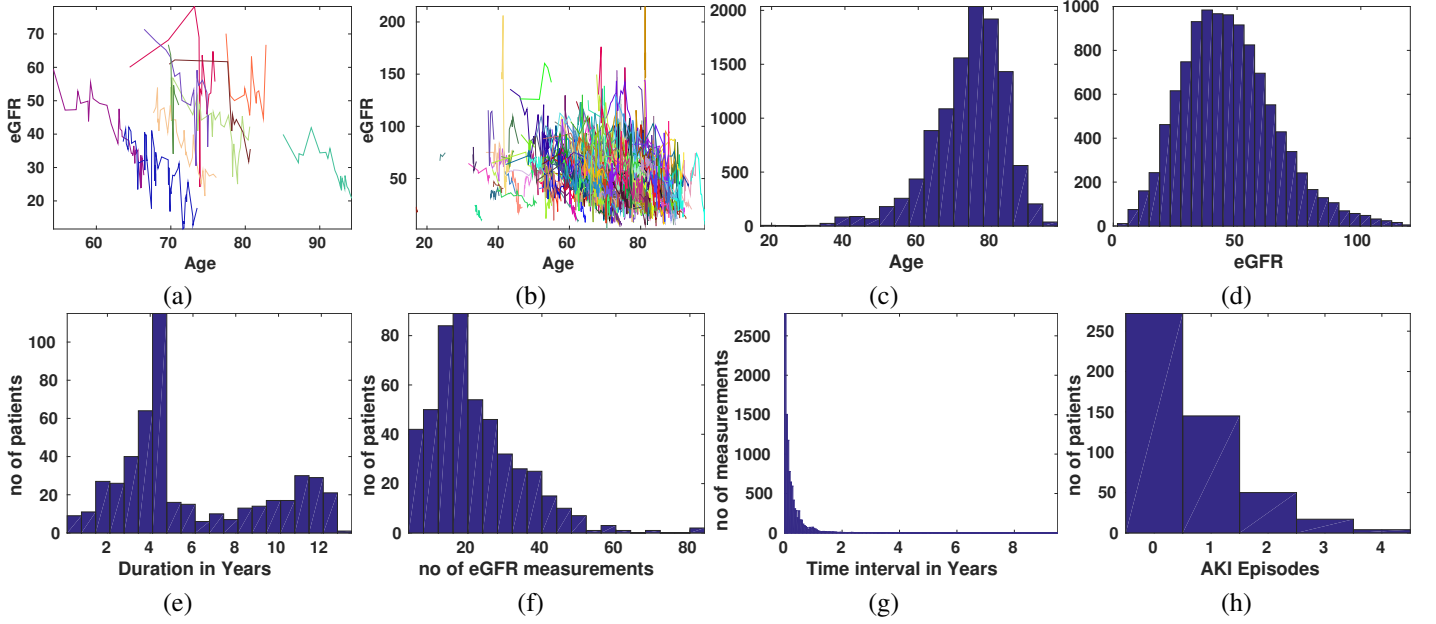 eGFR
70
60
50
40
30
20
60 70 80 90
Age
(a)
eGFR
200
150
100
50
20 40 60 80
Age
(b)
2000
1500
1000
500
0
20 40 60 80
Age
(c)
1000
800
600
400
200
0
0 50 100
eGFR
(d)
no of patients
100
80
60
40
20
0
2 4 6 8 10 12
Duration in Years
(e)
no of patients
80
60
40
20
0
20 40 60 80
no of eGFR measurements
(f)
no of measurements
2500
2000
1500
1000
500
0
0 2 4 6 8
Time interval in Years
(g)
no of patients
250
200
150
100
50
0
0 1 2 3 4
AKI Episodes
(h)